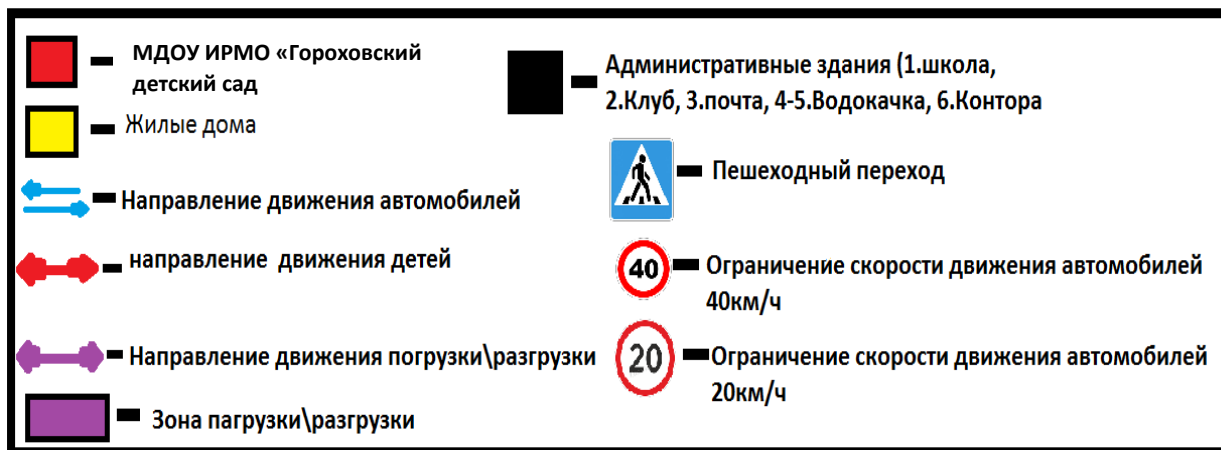 МДОУ ИРМО «Гороховский
детский сад
Жилые дома
Направление движения автомобилей
направление движения детей
Направление движения погрузки\разгрузки
Зона пагрузки\разгрузки
Административные здания (1.школа,
2.Клуб, 3.почта, 4-5.Водокачка, 6.Контора
Пешеходный переход
40
Ограничение скорости движения автомобилей
40км/ч
20
Ограничение скорости движения автомобилей
20км/ч